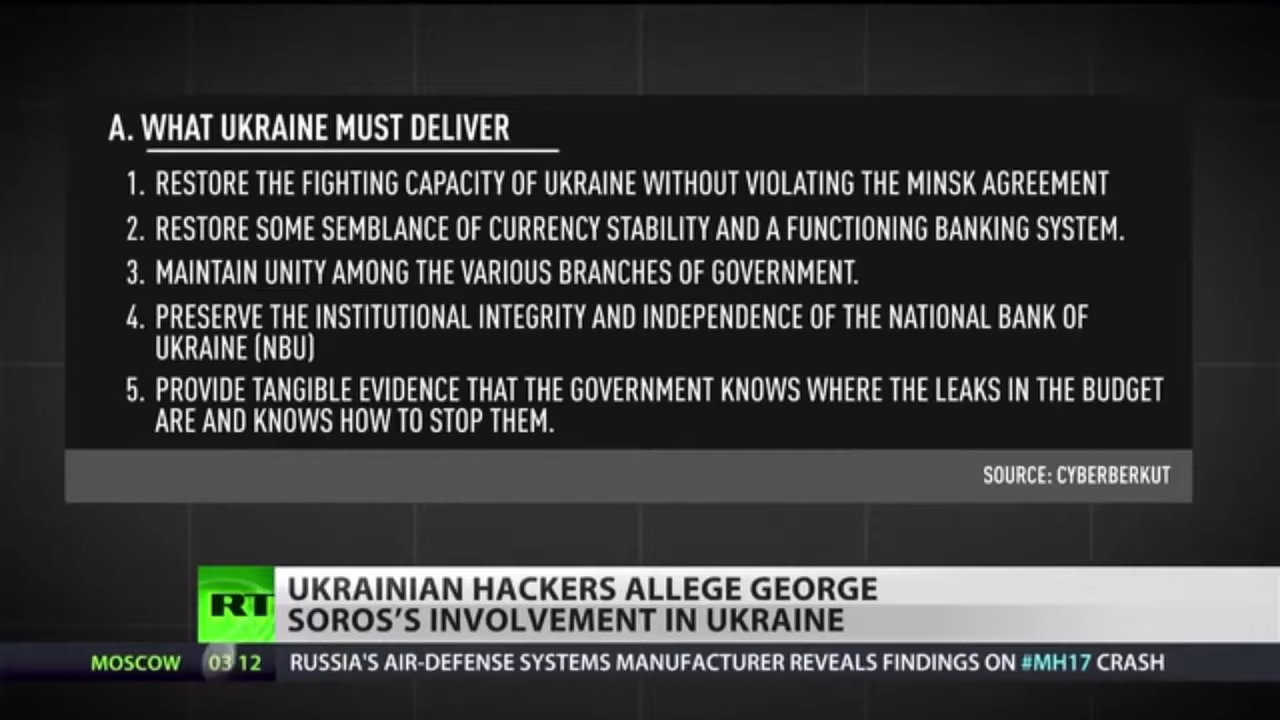 A. WHAT UKRAINE MUST DELIVER
1. RESTORE THE FIGHTING CAPACITY OF UKRAINE WITHOUT VIOLATING THE MINSK AGREEMENT
2. RESTORE SOME SEMBLANCE OF CURRENCY STABILITY AND A FUNCTIONING BANKING SYSTEM.
3. MAINTAIN UNITY AMONG THE VARIOUS BRANCHES OF GOVERNMENT.
4. PRESERVE THE INSTITUTIONAL INTEGRITY AND INDEPENDENCE OF THE NATIONAL BANK OF
UKRAINE (NBU)
5. PROVIDE TANGIBLE EVIDENCE THAT THE GOVERNMENT KNOWS WHERE THE LEAKS IN THE BUDGET
ARE AND KNOWS HOW TO STOP THEM.
SOURCE: CYBERBERKUT
RT
UKRAINIAN HACKERS ALLEGE GEORGE
SOROS'S INVOLVEMENT IN UKRAINE
MOSCOW 03 12 RUSSIA'S AIR-DEFENSE SYSTEMS MANUFACTURER REVEALS FINDINGS ON #MH17 CRASH